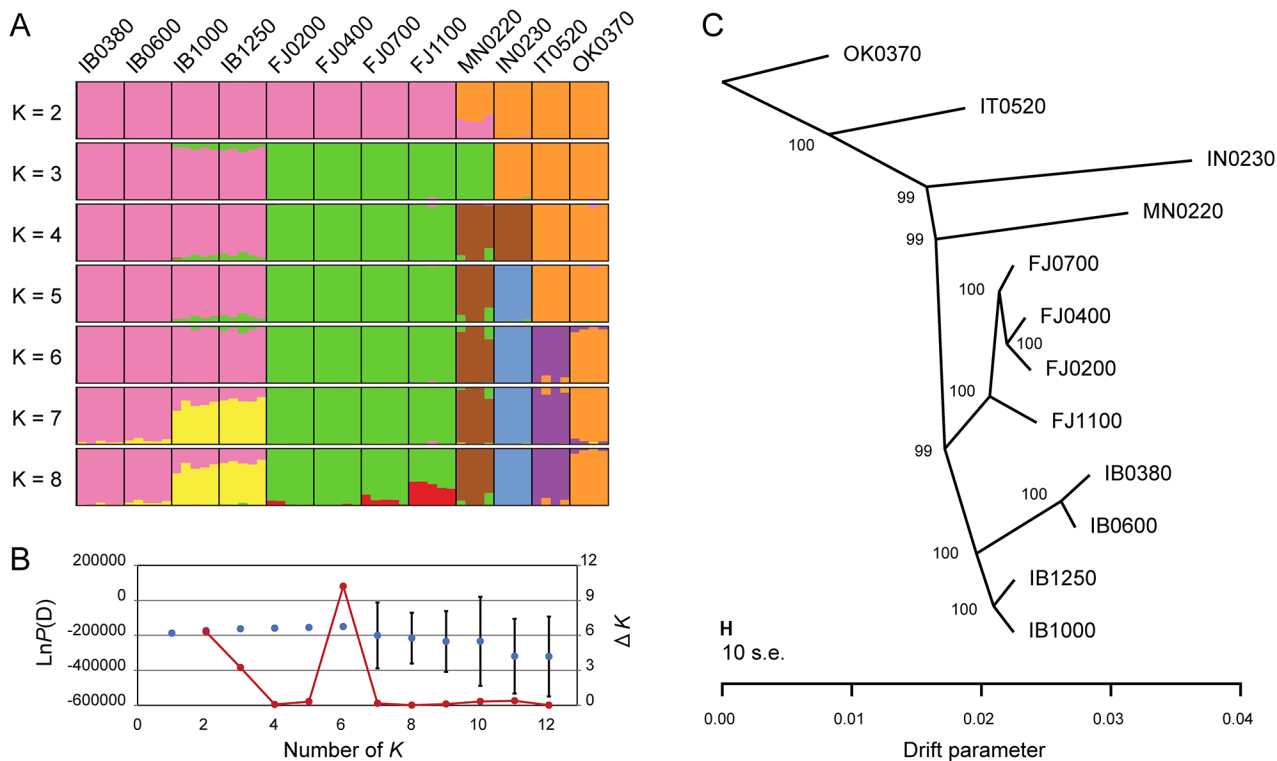 A
IB0380 IB0600 IB1000 IB1250 FJ0200 FJ0400 FJ0700 FJ1100 MN0220 IN0230 IT0520 OK0370
K = 2
K = 3
K = 4
K = 5
K = 6
K = 7
K = 8
B
200000
0
-200000
-400000
-600000
LnP(D)
12
9
6
3
0
Δ K
0 2 4 6 8 10 12
Number of K
C
OK0370
IT0520
100
IN0230
99
MN0220
99
FJ0700
100
FJ0400
100
FJ0200
100
FJ1100
99
IB0380
100
IB0600
100
IB1250
100
IB1000
10 s.e.
0.00 0.01 0.02 0.03 0.04
Drift parameter